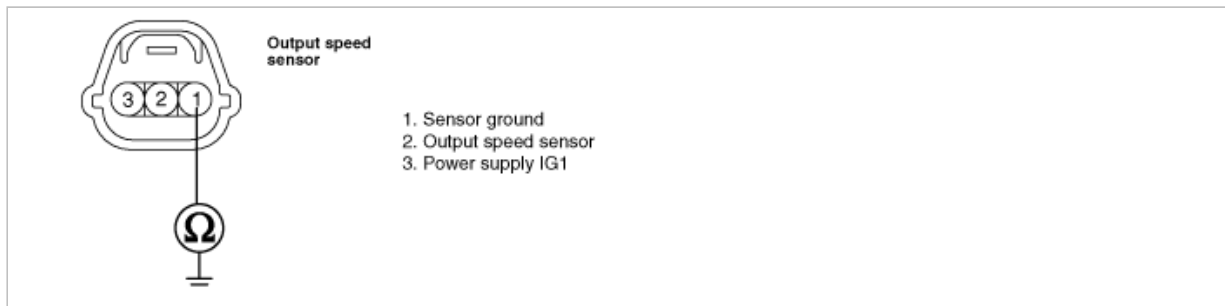 Output speed
sensor
3 2 1
1. Sensor ground
2. Output speed sensor
3. Power supply IG1
Ω